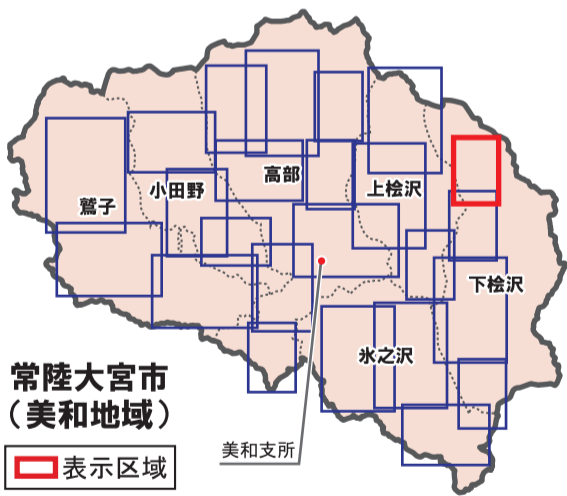 高部
小田野
上桧沢
鷲子
下桧沢
氷之沢
常陸大宮市
（美和地域）
美和支所
表示区域